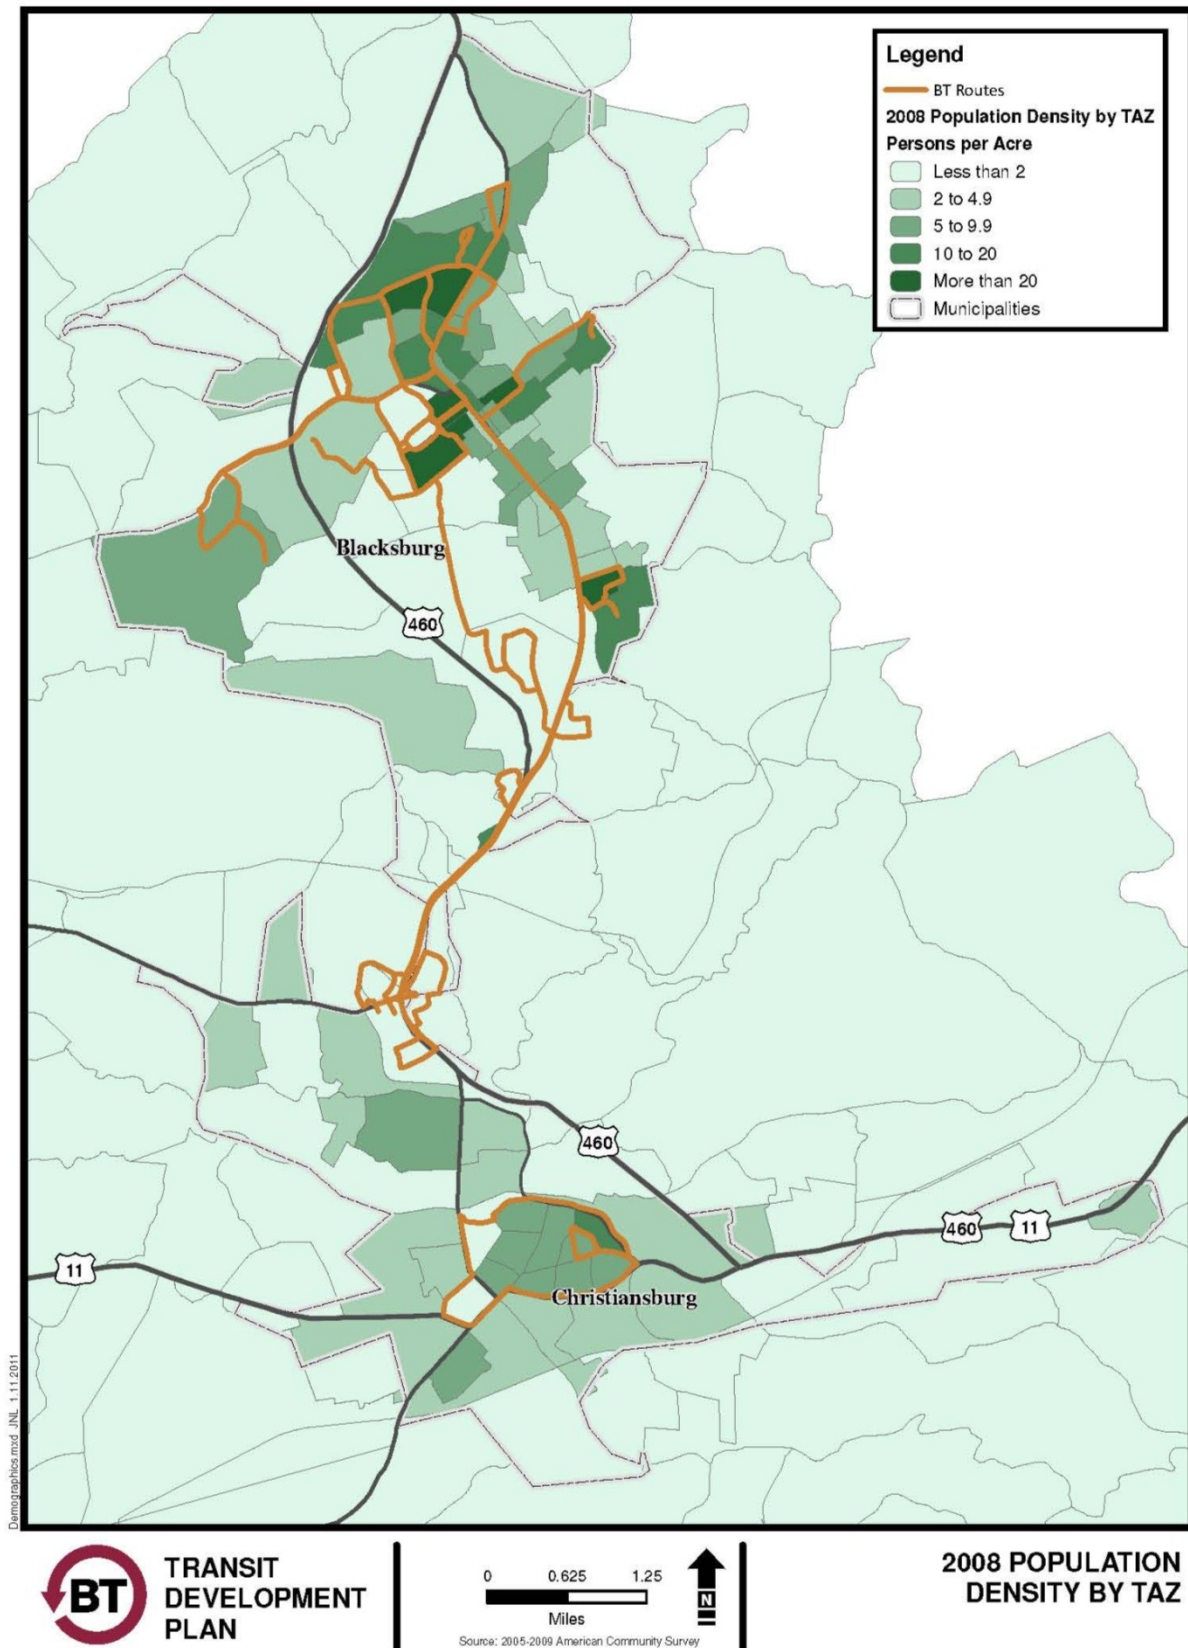 Legend
BT Routes
2008 Population Density by TAZ
Persons per Acre
Less than 2
2 to 4.9
5 to 9.9
10 to 20
More than 20
Municipalities
Blacksburg
460
460
460
11
11
Christiansburg
Demographics.mxd JNL 1.11.2011
BT
TRANSIT
DEVELOPMENT
PLAN
0 0.625 1.25
Miles
Source: 2005-2009 American Community Survey
N
2008 POPULATION
DENSITY BY TAZ